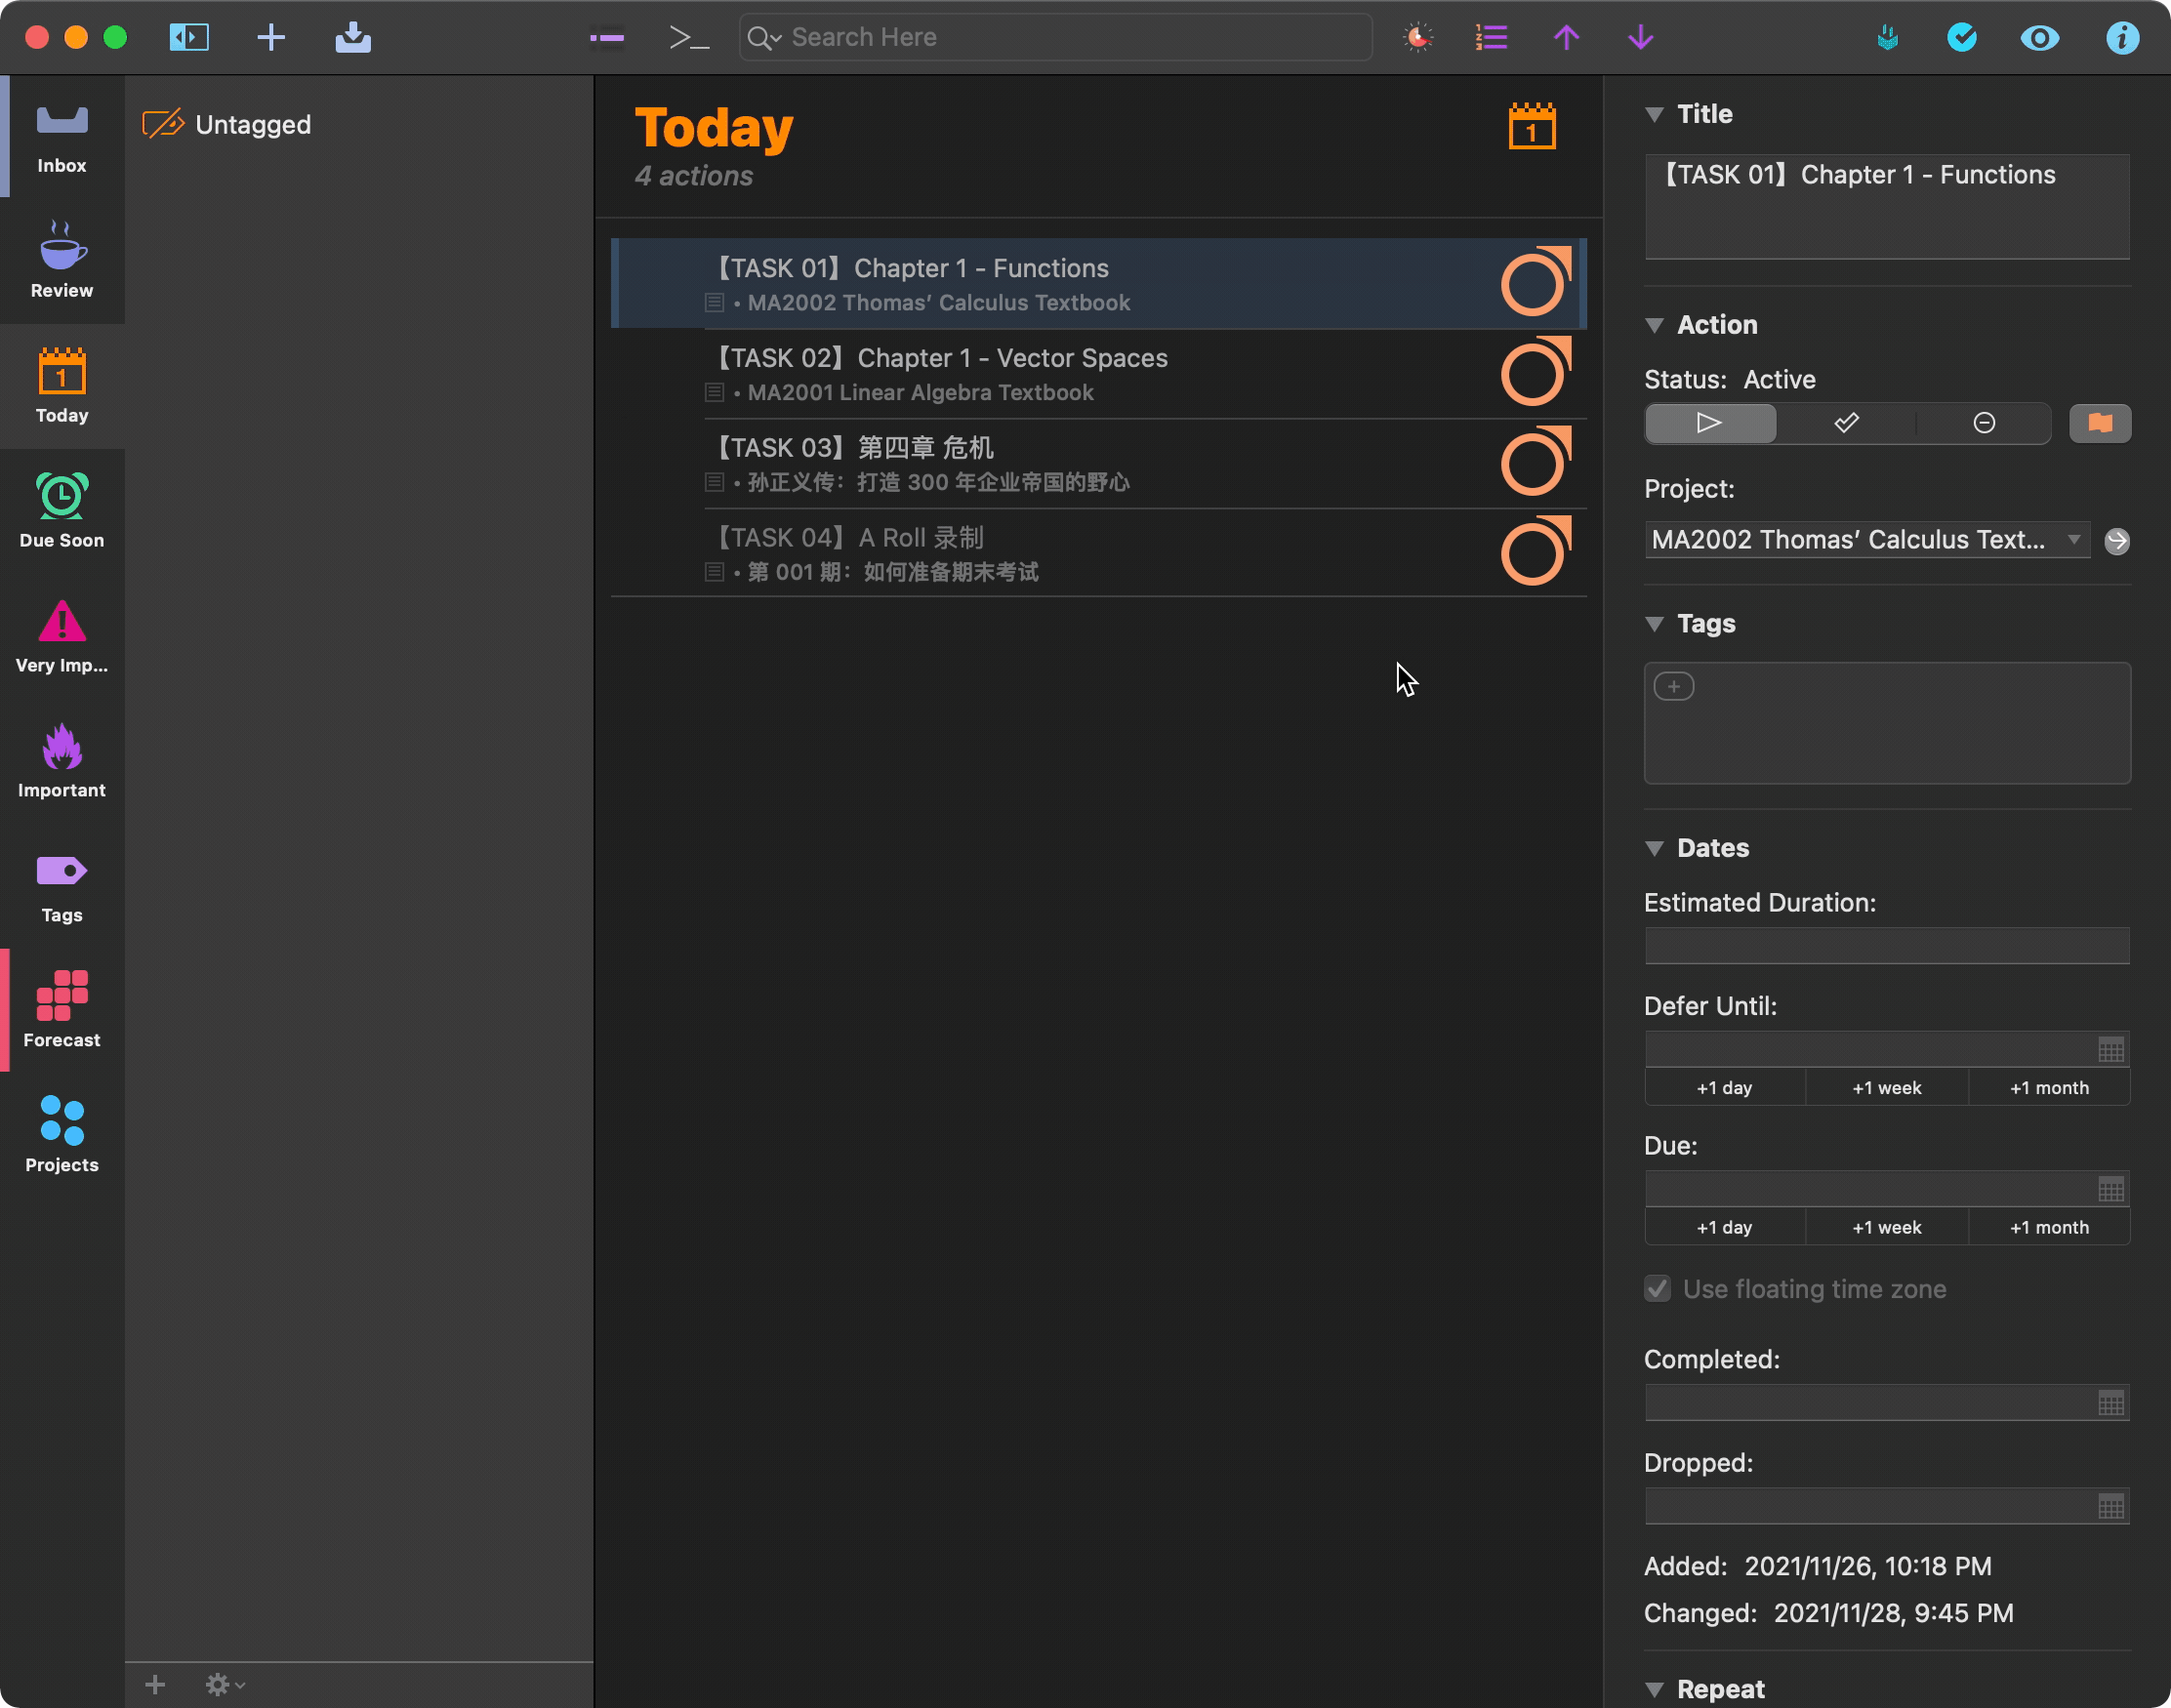 Search Here
Inbox
Review
1
Today
Due Soon
Very Imp...
Important
Tags
Forecast
Projects
Untagged
Today
1
4 actions
【TASK 01】Chapter 1 - Functions
• MA2002 Thomas’ Calculus Textbook
【TASK 02】Chapter 1 - Vector Spaces
• MA2001 Linear Algebra Textbook
【TASK 03】第四章 危机
• 孙正义传：打造 300 年企业帝国的野心
【TASK 04】A Roll 录制
• 第 001 期：如何准备期末考试
Title
【TASK 01】Chapter 1 - Functions
Action
Status: Active
Project:
MA2002 Thomas’ Calculus Text...
Tags
Dates
Estimated Duration:
Defer Until:
+1 day +1 week +1 month
Due:
+1 day +1 week +1 month
Use floating time zone
Completed:
Dropped:
Added: 2021/11/26, 10:18 PM
Changed: 2021/11/28, 9:45 PM
Repeat